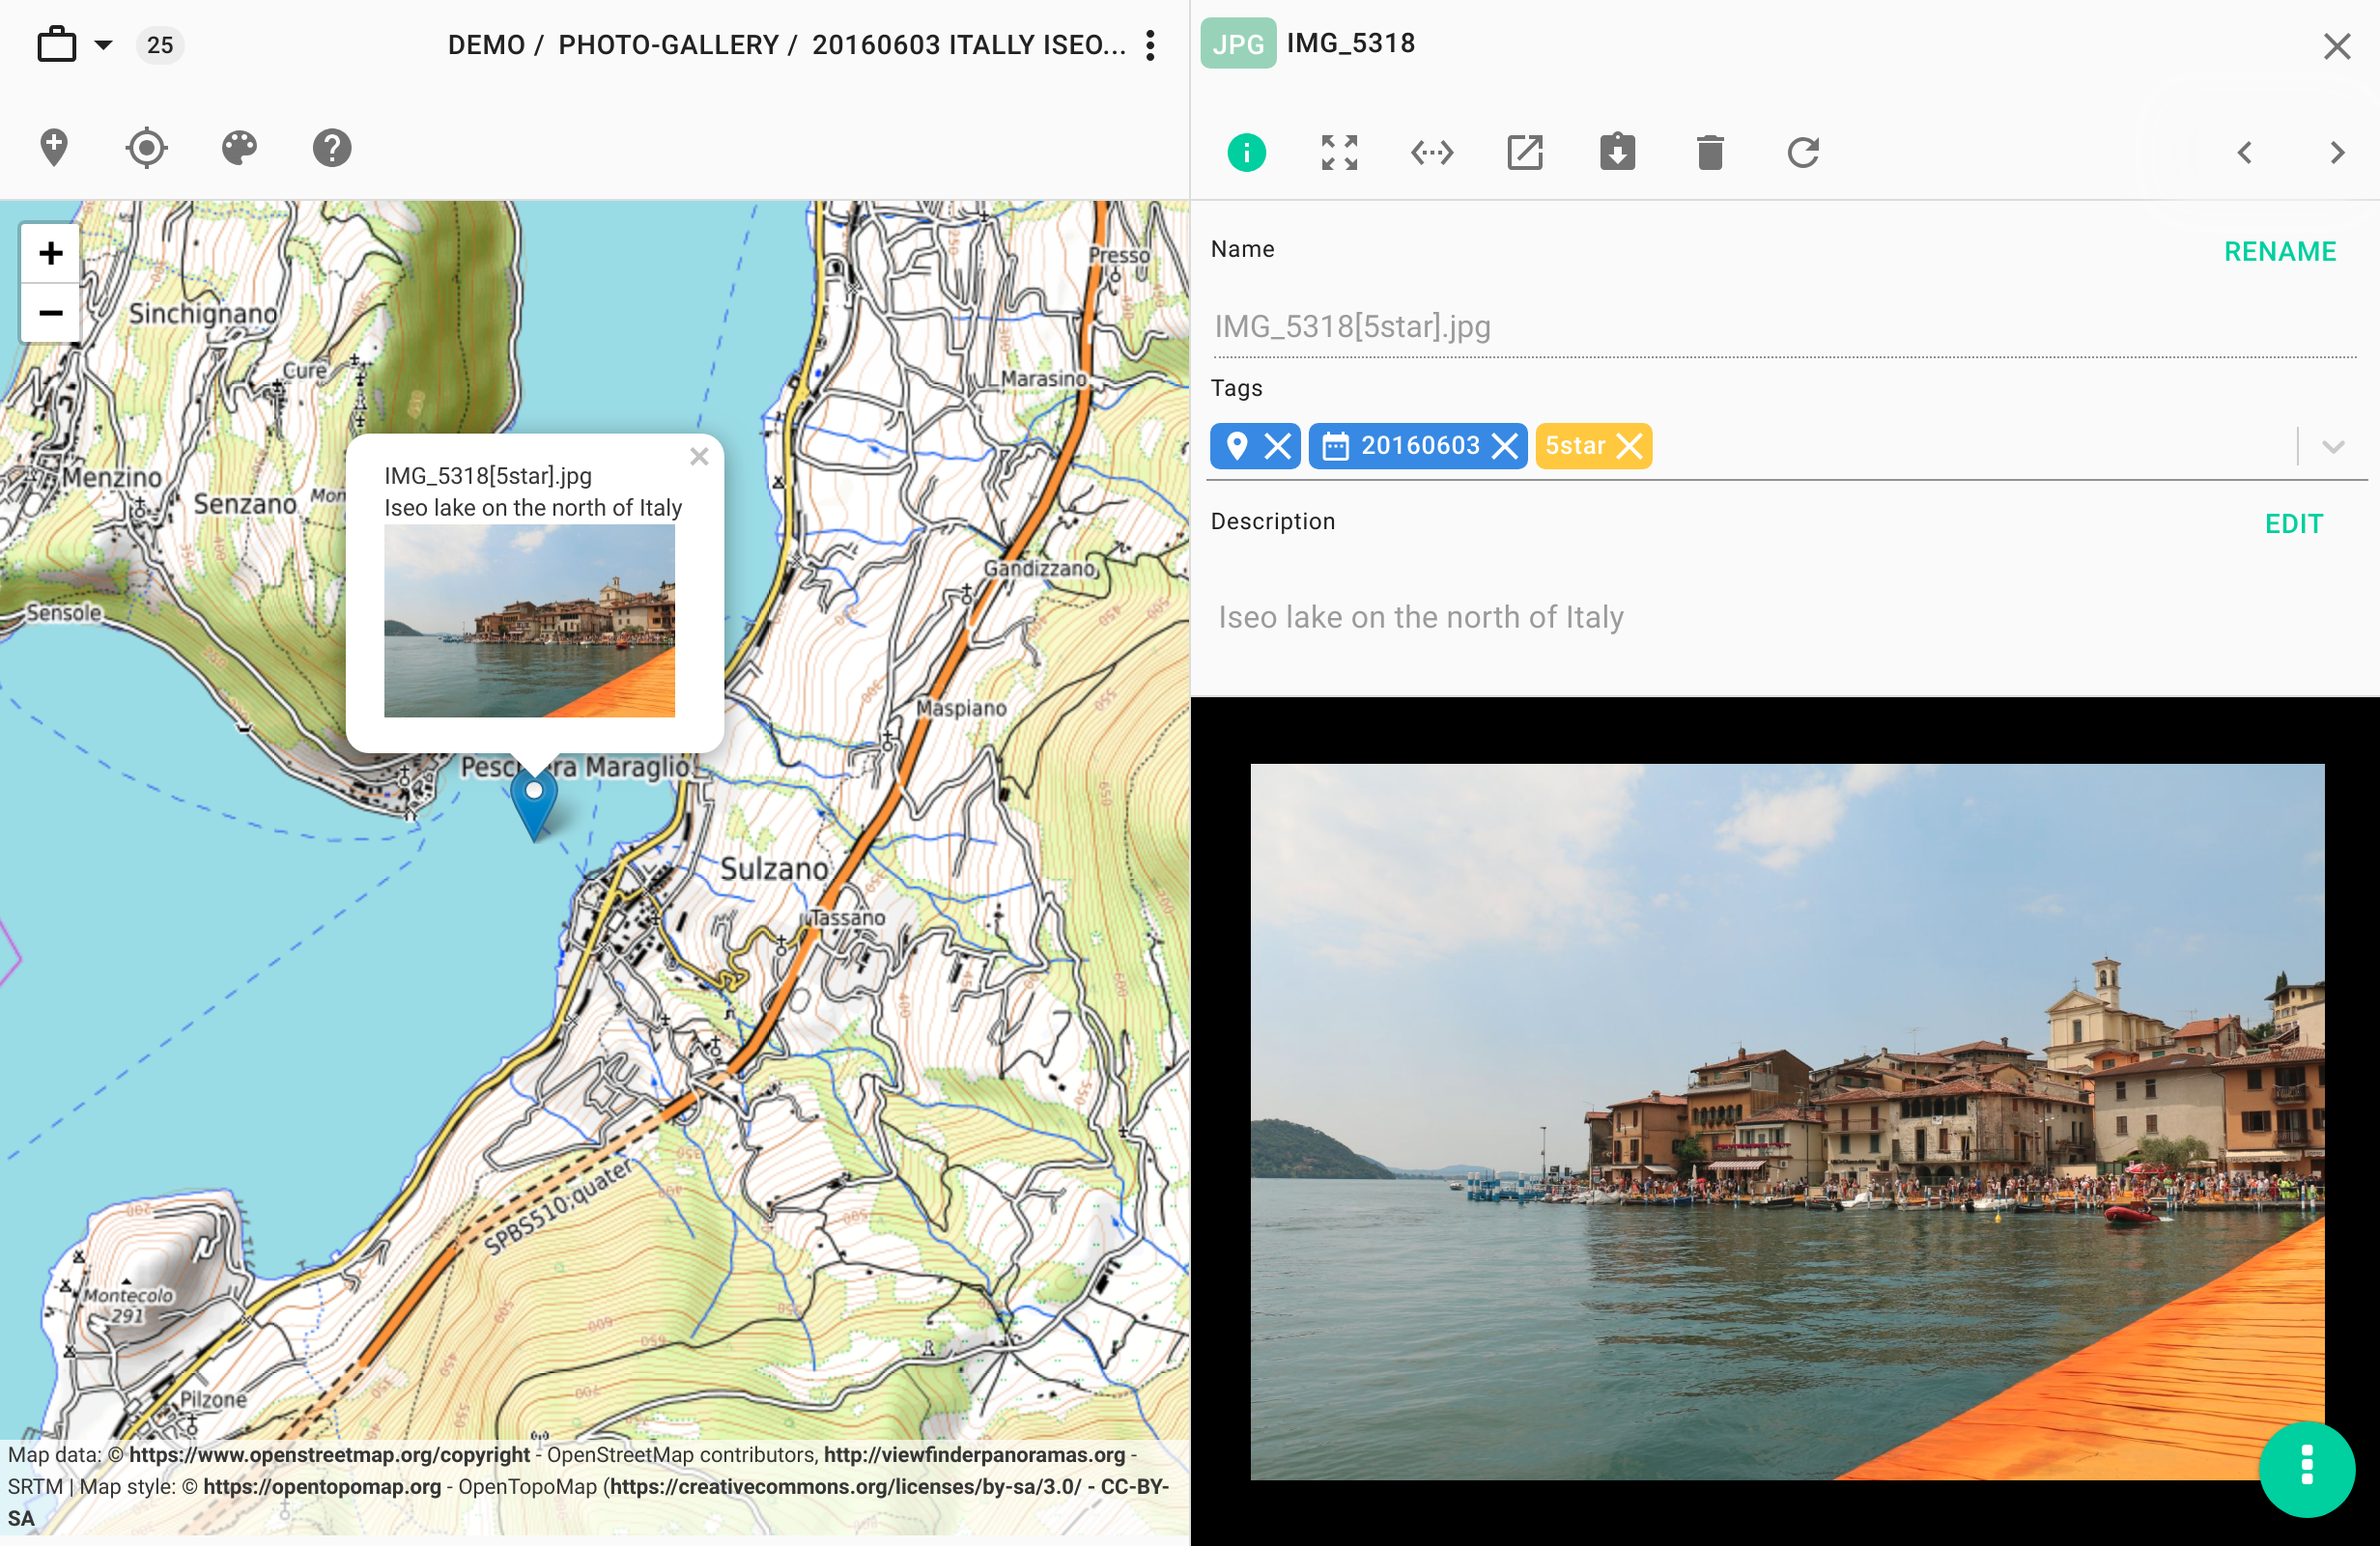 25
DEMO / PHOTO-GALLERY / 20160603 ITALLY ISEO...
JPG IMG_5318
Name
RENAME
IMG_5318[5star].jpg
Tags
20160603
5star
Description
EDIT
Iseo lake on the north of Italy
+
−
Presso
Sinchignano
Cure
Marasino
IMG_5318[5star].jpg
Iseo lake on the north of Italy
Menzino
Senzano
Mon
Gandizzano
Sensole
Maspiano
Maraglio
Sulzano
Tassano
SPBS510;quater
Montecolo
291
Pilzone
Map data: © https://www.openstreetmap.org/copyright - OpenStreetMap contributors, http://viewfinderpanoramas.org -
SRTM | Map style: © https://opentopomap.org - OpenTopoMap (https://creativecommons.org/licenses/by-sa/3.0/ - CC-BY-
SA